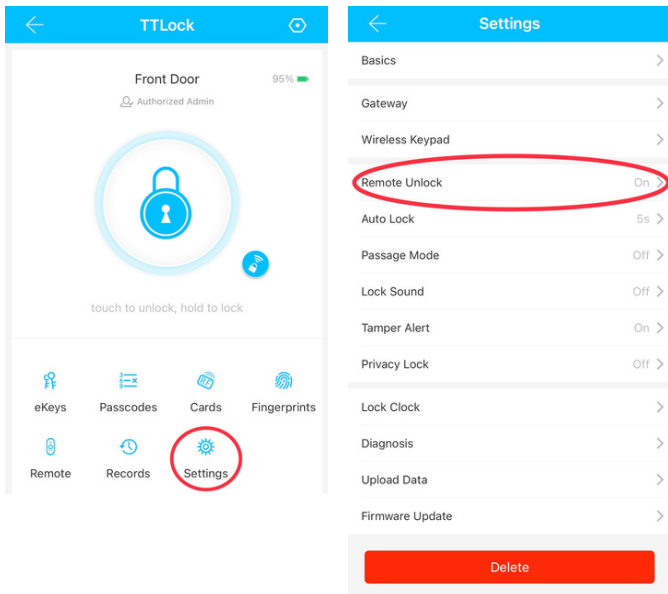 TTLock
Front Door
95%
Authorized Admin
touch to unlock, hold to lock
eKeys
Passcodes
Cards
Fingerprints
Remote
Records
Settings
Settings
Basics
Gateway
Wireless Keypad
Remote Unlock On
Auto Lock 5s
Passage Mode Off
Lock Sound Off
Tamper Alert On
Privacy Lock Off
Lock Clock
Diagnosis
Upload Data
Firmware Update
Delete